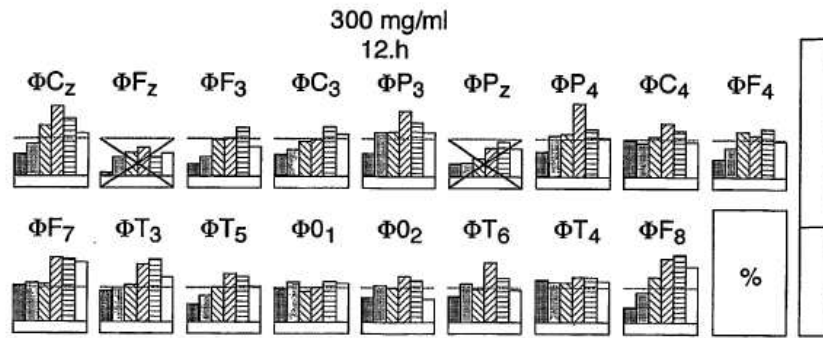 300 mg/ml
12.h
ΦCz ΦFz ΦF3 ΦC3 ΦP3 ΦPz ΦP4 ΦC4 ΦF4
ΦF7 ΦT3 ΦT5 Φ01 Φ02 ΦT6 ΦT4 ΦF8
%